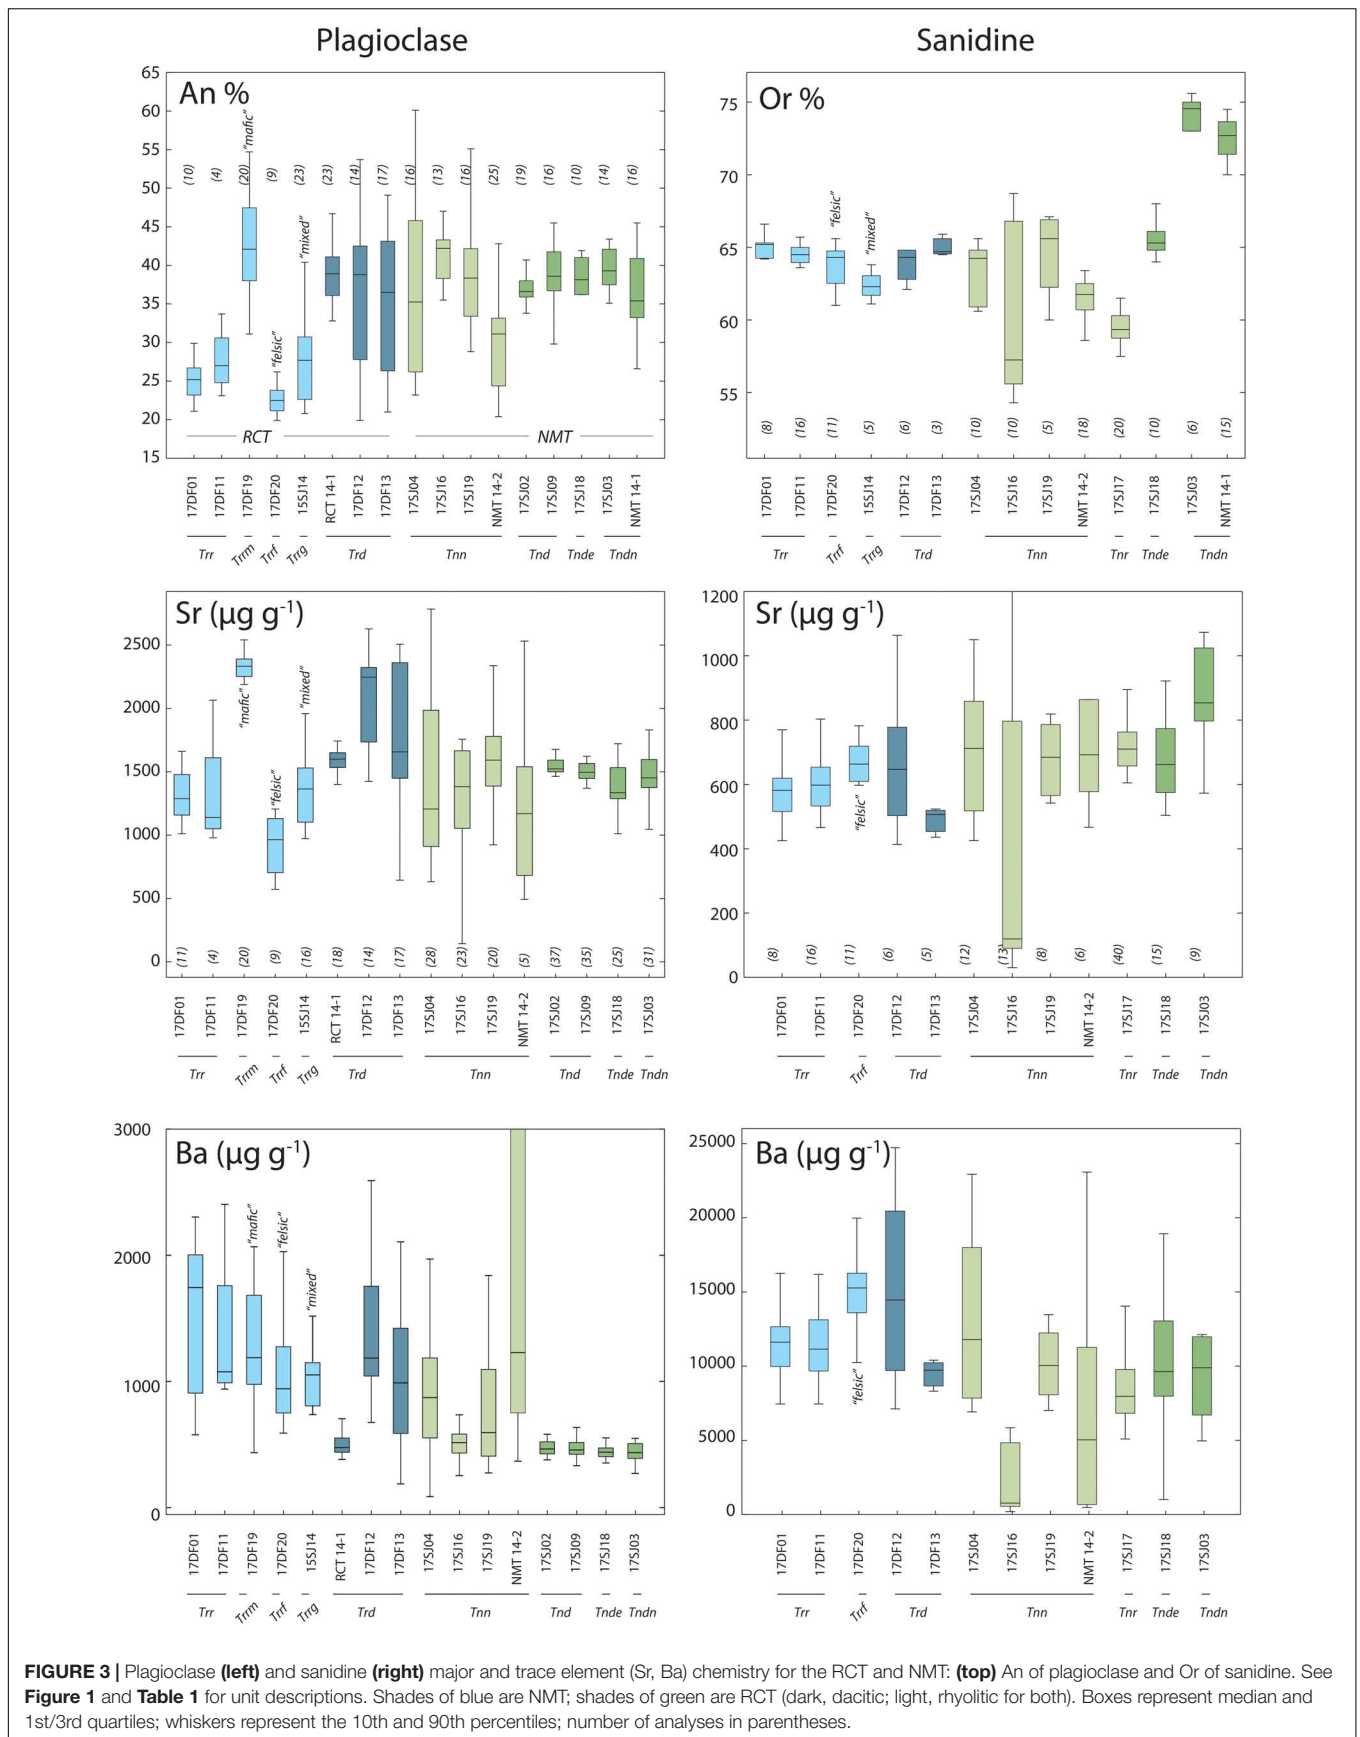 Plagioclase
Sanidine
An %
65
60
55
50
45
40
35
30
25
20
15
(10)
(4)
(20)
"mafic"
(9)
"felsic"
(23)
"mixed"
(23)
(14)
(17)
(16)
(13)
(16)
(25)
(19)
(16)
(10)
(14)
(16)
RCT
NMT
17DF01
17DF11
17DF19
17DF20
15SJ14
RCT 14-1
17DF12
17DF13
17SJ04
17SJ16
17SJ19
NMT 14-2
17SJ02
17SJ09
17SJ18
17SJ03
NMT 14-1
Trr
Trrm
Trrf
Trrg
Trd
Tnn
Tnd
Tnde
Tndn
Or %
75
70
65
60
55
"felsic"
"mixed"
(8)
(16)
(11)
(5)
(6)
(3)
(10)
(10)
(5)
(18)
(20)
(10)
(6)
(15)
17DF01
17DF11
17DF20
15SJ14
17DF12
17DF13
17SJ04
17SJ16
17SJ19
NMT 14-2
17SJ17
17SJ18
17SJ03
NMT 14-1
Trr
Trrf
Trrg
Trd
Tnn
Tnr
Tnde
Tndn
Sr (µg g-1)
2500
2000
1500
1000
500
0
"mafic"
"felsic"
"mixed"
(11)
(4)
(20)
(9)
(16)
(18)
(14)
(17)
(28)
(23)
(20)
(5)
(37)
(35)
(25)
(31)
17DF01
17DF11
17DF19
17DF20
15SJ14
RCT 14-1
17DF12
17DF13
17SJ04
17SJ16
17SJ19
NMT 14-2
17SJ02
17SJ09
17SJ18
17SJ03
Trr
Trrm
Trrf
Trrg
Trd
Tnn
Tnd
Tnde
Tndn
Sr (µg g-1)
1200
1000
800
600
400
200
0
"felsic"
(8)
(16)
(11)
(6)
(5)
(12)
(13)
(8)
(6)
(40)
(15)
(9)
17DF01
17DF11
17DF20
17DF12
17DF13
17SJ04
17SJ16
17SJ19
NMT 14-2
17SJ17
17SJ18
17SJ03
Trr
Trrf
Trd
Tnn
Tnr
Tnde
Tndn
Ba (µg g-1)
3000
2000
1000
0
"mafic"
"felsic"
"mixed"
17DF01
17DF11
17DF19
17DF20
15SJ14
RCT 14-1
17DF12
17DF13
17SJ04
17SJ16
17SJ19
NMT 14-2
17SJ02
17SJ09
17SJ18
17SJ03
Trr
Trrm
Trrf
Trrg
Trd
Tnn
Tnd
Tnde
Tndn
Ba (µg g-1)
25000
20000
15000
10000
5000
0
"felsic"
17DF01
17DF11
17DF20
17DF12
17DF13
17SJ04
17SJ16
17SJ19
NMT 14-2
17SJ17
17SJ18
17SJ03
Trr
Trrf
Trd
Tnn
Tnr
Tnde
Tndn
FIGURE 3 | Plagioclase (left) and sanidine (right) major and trace element (Sr, Ba) chemistry for the RCT and NMT: (top) An of plagioclase and Or of sanidine. See
Figure 1 and Table 1 for unit descriptions. Shades of blue are NMT; shades of green are RCT (dark, dacitic; light, rhyolitic for both). Boxes represent median and
1st/3rd quartiles; whiskers represent the 10th and 90th percentiles; number of analyses in parentheses.